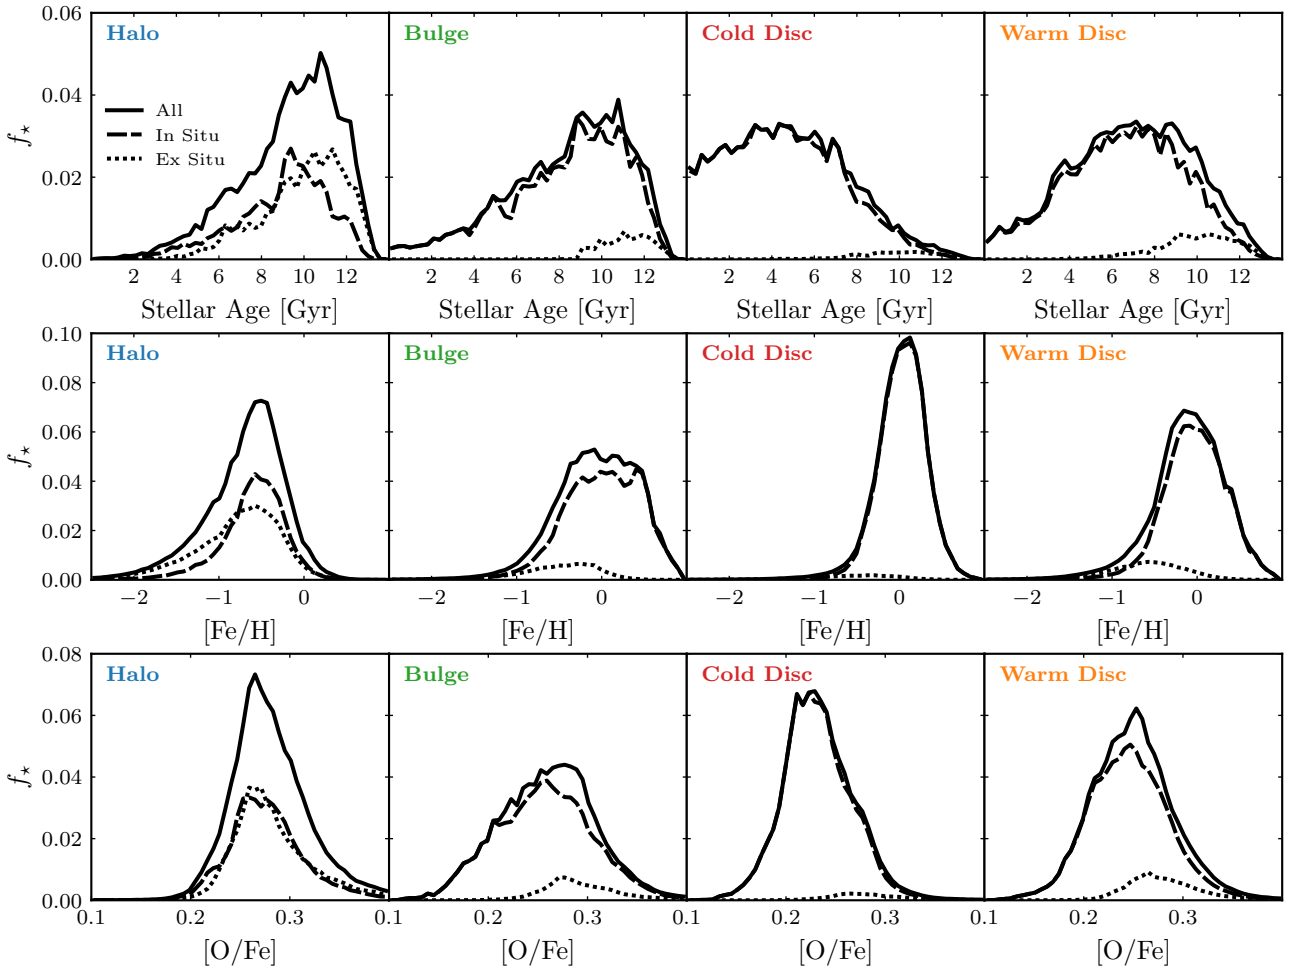 0.06
Halo
Bulge
Cold Disc
Warm Disc
0.04
All
In Situ
Ex Situ
f⋆
0.02
0.00
2 4 6 8 10 12 2 4 6 8 10 12 2 4 6 8 10 12 2 4 6 8 10 12
Stellar Age [Gyr] Stellar Age [Gyr] Stellar Age [Gyr] Stellar Age [Gyr]
0.10
Halo
Bulge
Cold Disc
Warm Disc
0.08
0.06
f⋆
0.04
0.02
0.00
−2 −1 0 −2 −1 0 −2 −1 0 −2 −1 0
[Fe/H] [Fe/H] [Fe/H] [Fe/H]
0.08
Halo
Bulge
Cold Disc
Warm Disc
0.06
f⋆
0.04
0.02
0.00
0.1 0.2 0.3 0.1 0.2 0.3 0.1 0.2 0.3 0.1 0.2 0.3
[O/Fe] [O/Fe] [O/Fe] [O/Fe]